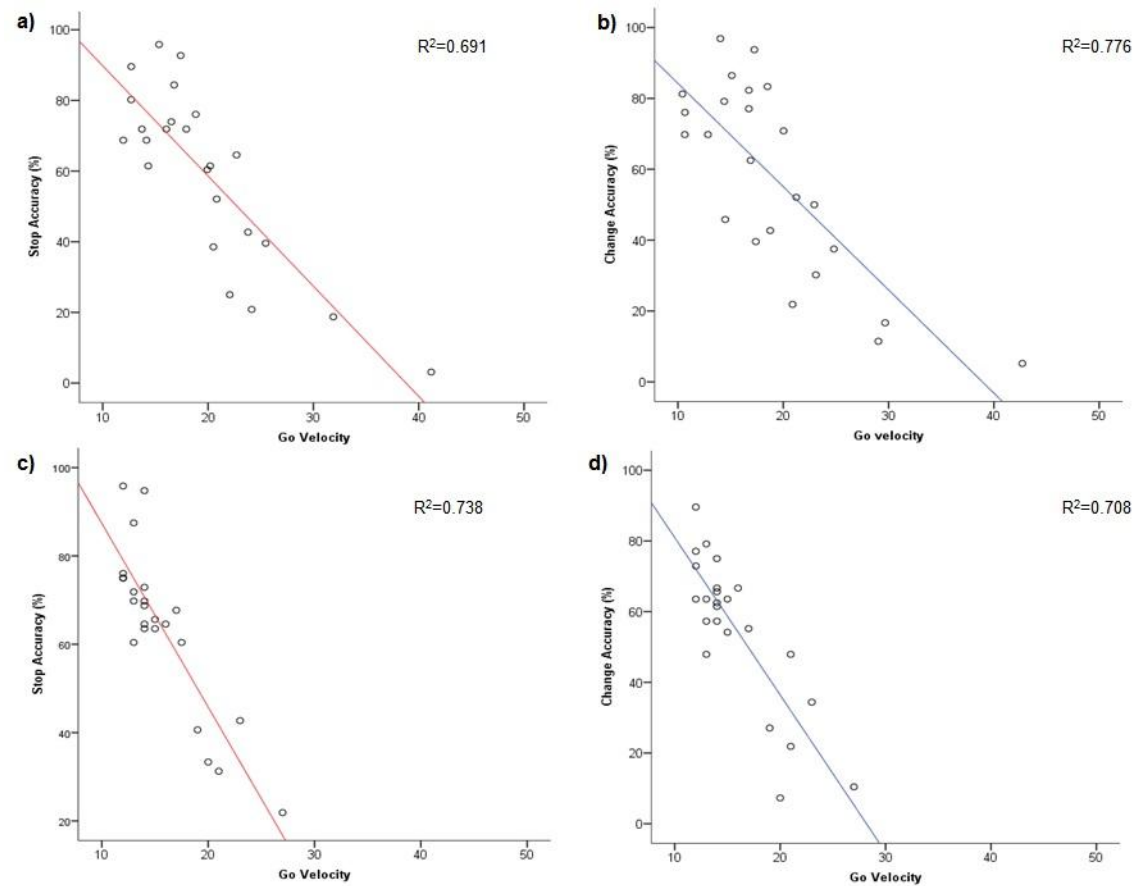 a)
R²=0.691
100
80
60
40
20
0
Stop Accuracy (%)
10 20 30 40 50
Go Velocity
b)
R²=0.776
100
80
60
40
20
0
Change Accuracy (%)
10 20 30 40 50
Go velocity
c)
R²=0.738
100
80
60
40
20
Stop Accuracy (%)
10 20 30 40 50
Go Velocity
d)
R²=0.708
100
80
60
40
20
0
Change Accuracy (%)
10 20 30 40 50
Go Velocity